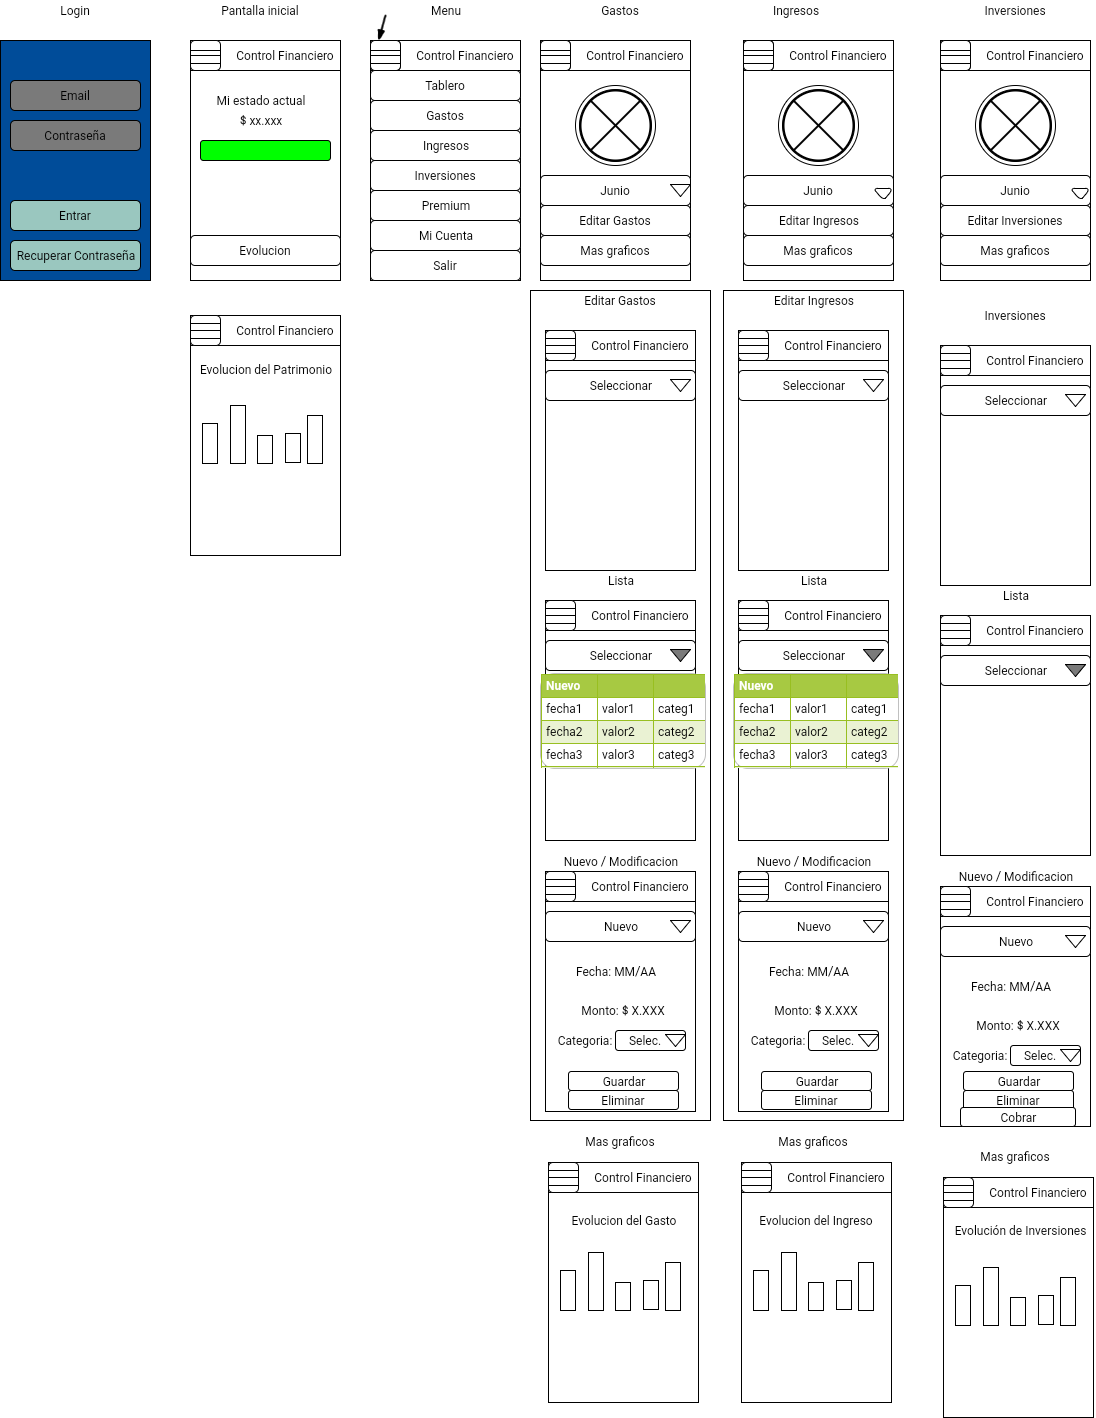 Login
Email
Contraseña
Entrar
Recuperar Contraseña
Pantalla inicial
Control Financiero
Mi estado actual
$ xx.xxx
Evolucion
Control Financiero
Evolucion del Patrimonio
Menu
Control Financiero
Tablero
Gastos
Ingresos
Inversiones
Premium
Mi Cuenta
Salir
Gastos
Control Financiero
Junio
Editar Gastos
Mas graficos
Editar Gastos
Control Financiero
Seleccionar
Lista
Control Financiero
Seleccionar
Nuevo
fecha1 valor1 categ1
fecha2 valor2 categ2
fecha3 valor3 categ3
Nuevo / Modificacion
Control Financiero
Nuevo
Fecha: MM/AA
Monto: $ X.XXX
Categoria: Selec.
Guardar
Eliminar
Mas graficos
Control Financiero
Evolucion del Gasto
Ingresos
Control Financiero
Junio
Editar Ingresos
Mas graficos
Editar Ingresos
Control Financiero
Seleccionar
Lista
Control Financiero
Seleccionar
Nuevo
fecha1 valor1 categ1
fecha2 valor2 categ2
fecha3 valor3 categ3
Nuevo / Modificacion
Control Financiero
Nuevo
Fecha: MM/AA
Monto: $ X.XXX
Categoria: Selec.
Guardar
Eliminar
Mas graficos
Control Financiero
Evolucion del Ingreso
Inversiones
Control Financiero
Junio
Editar Inversiones
Mas graficos
Inversiones
Control Financiero
Seleccionar
Lista
Control Financiero
Seleccionar
Nuevo / Modificacion
Control Financiero
Nuevo
Fecha: MM/AA
Monto: $ X.XXX
Categoria: Selec.
Guardar
Eliminar
Cobrar
Mas graficos
Control Financiero
Evolución de Inversiones